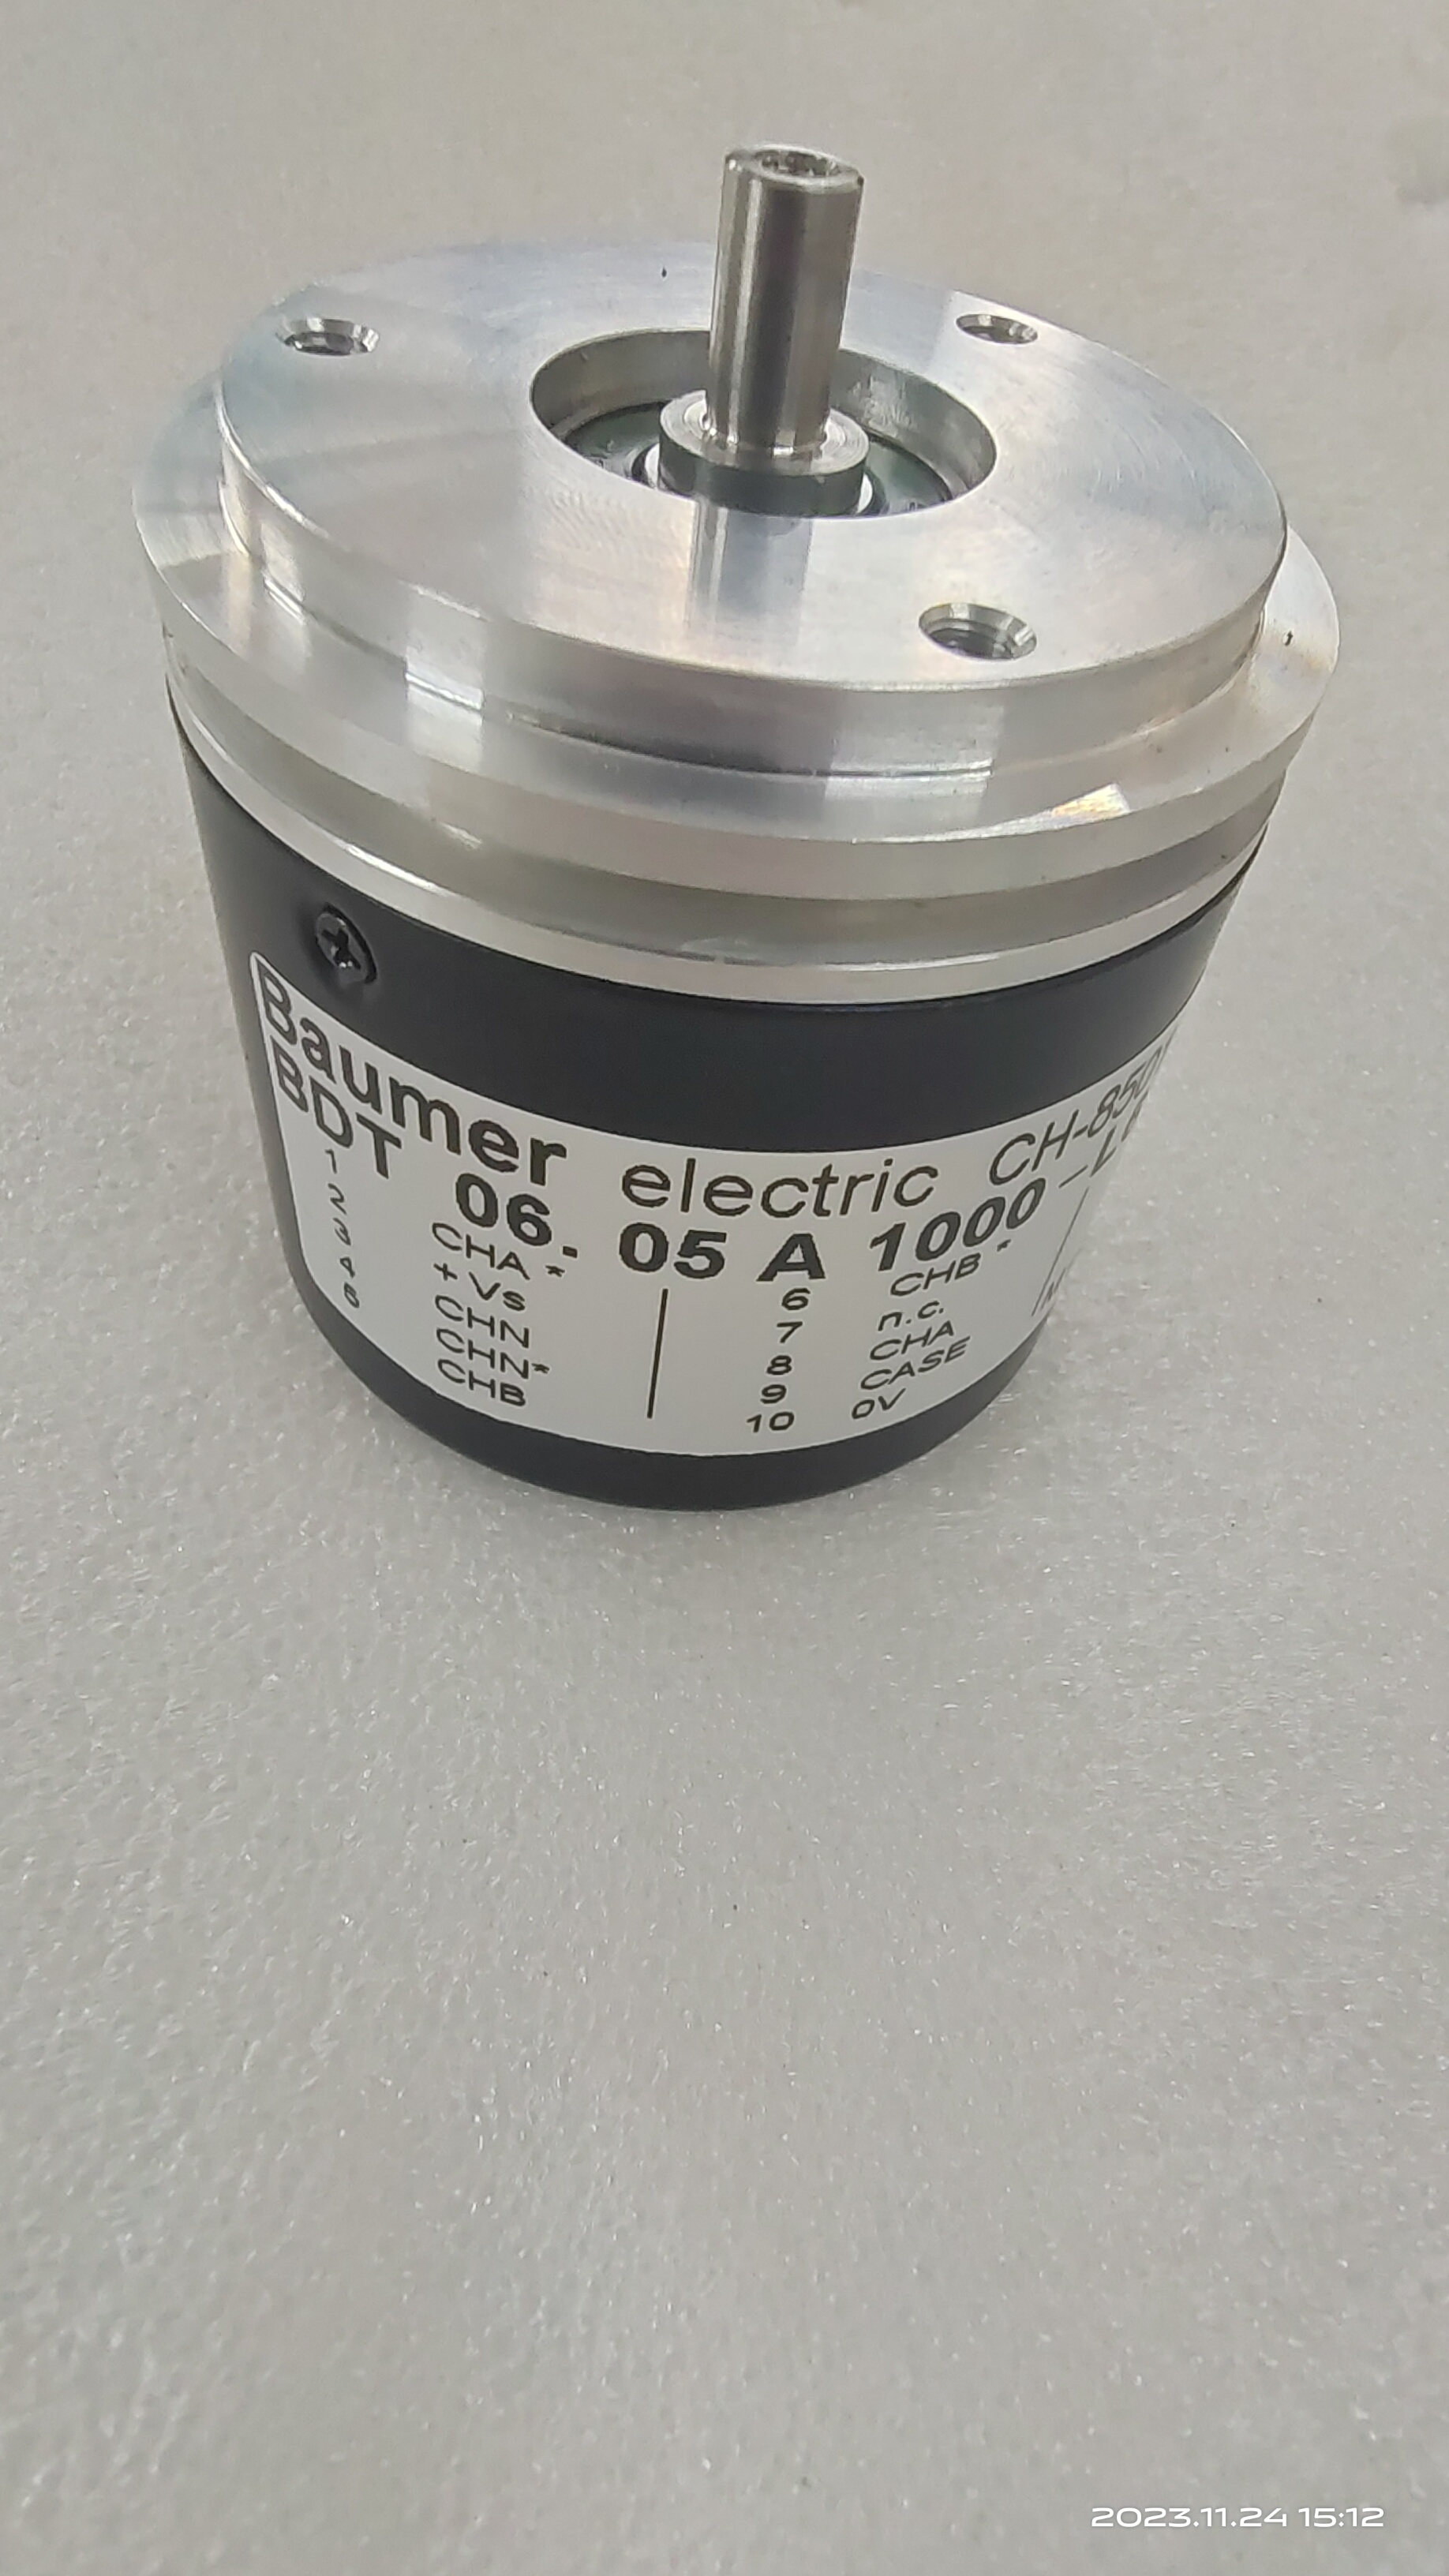 Baumer electric CH-850
BDT 06. 05 A 1000 -L
1 CHA * 6 CHB *
2 + Vs 7 n.c.
3 CHN 8 CHA
4 CHN* 9 CASE
5 CHB 10 0V
2023.11.24 15:12